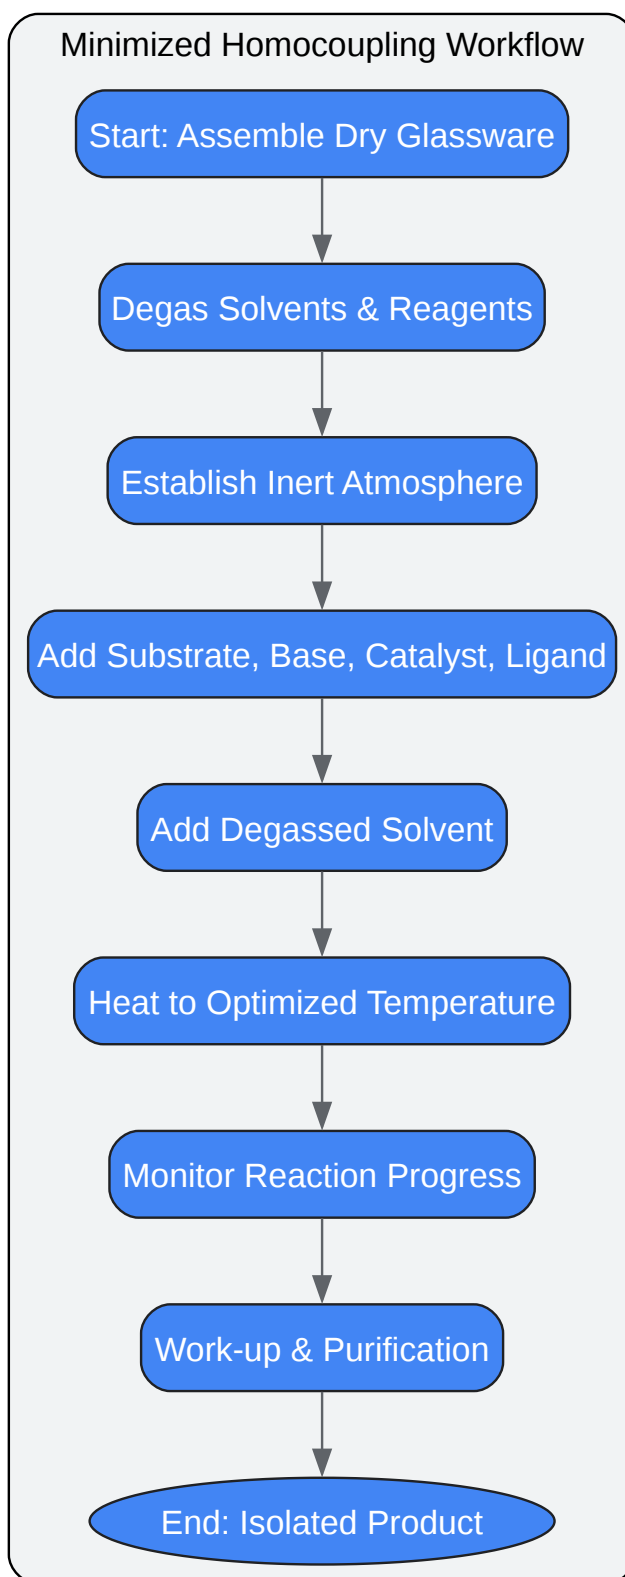 Minimized Homocoupling Workflow
Start: Assemble Dry Glassware
Degas Solvents & Reagents
Establish Inert Atmosphere
Add Substrate, Base, Catalyst, Ligand
Add Degassed Solvent
Heat to Optimized Temperature
Monitor Reaction Progress
Work-up & Purification
End: Isolated Product